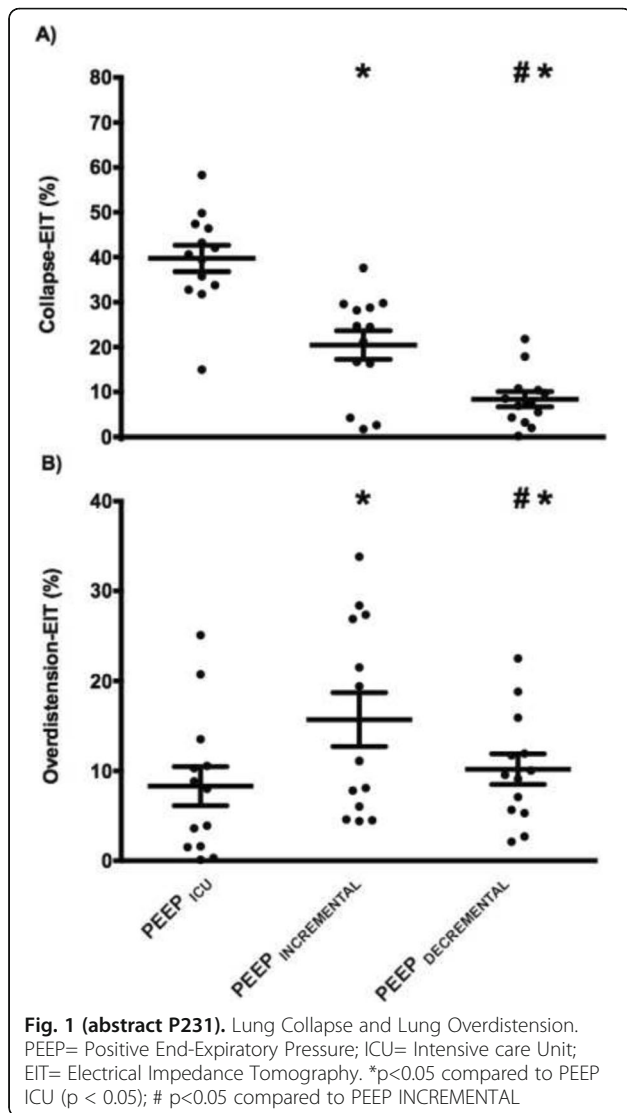 A)
80
70
60
50
40
30
20
10
0
Collapse-EIT (%)
*
# *
B)
40
30
20
10
0
Overdistension-EIT (%)
*
# *
PEEP ICU
PEEP INCREMENTAL
PEEP DECREMENTAL
Fig. 1 (abstract P231). Lung Collapse and Lung Overdistension.
PEEP= Positive End-Expiratory Pressure; ICU= Intensive care Unit;
EIT= Electrical Impedance Tomography. *p<0.05 compared to PEEP
ICU (p < 0.05); # p<0.05 compared to PEEP INCREMENTAL